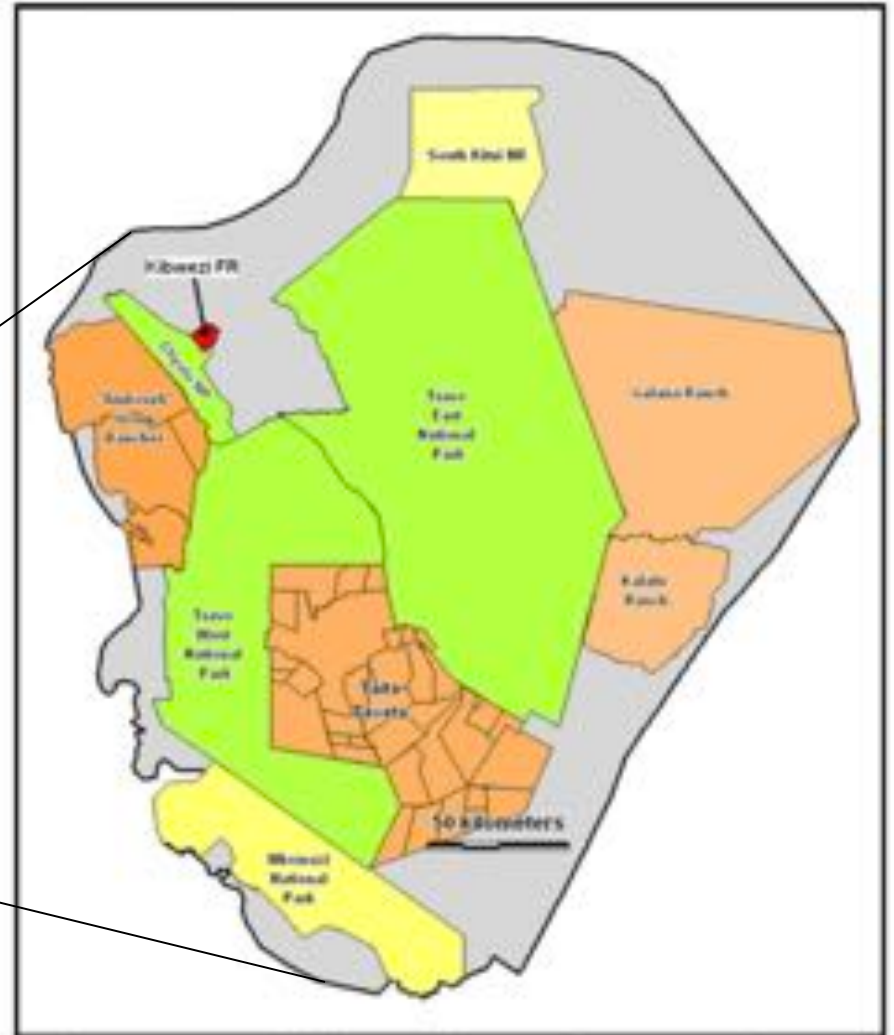 South Kitui NR
Kibwezi FR
Chyulu NP
Galana Ranch
Tsavo
East
National
Park
Kulalu
Ranch
Tsavo
West
National
Park
Taita-
Taveta
50 kilometers
Mkomazi
National
Park